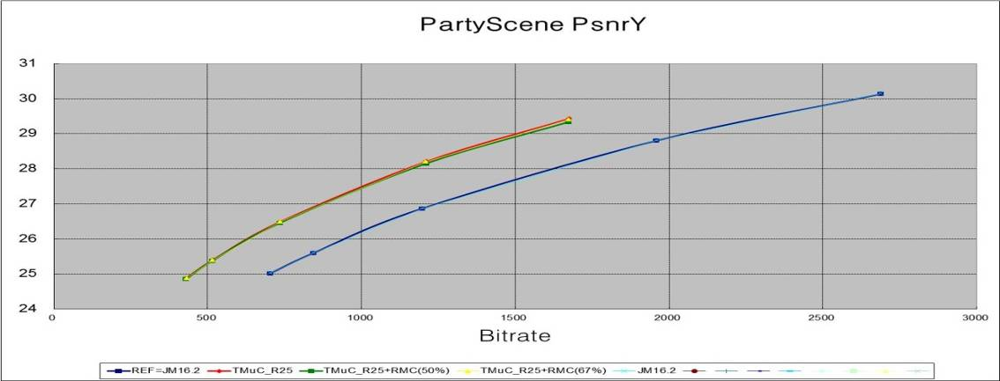 PartyScene PsnrY
31
30
29
28
27
26
25
24
0 500 1000 1500 2000 2500 3000
Bitrate
REF=JM16.2 TMuC_R25 TMuC_R25+RMC(50%) TMuC_R25+RMC(67%) JM16.2